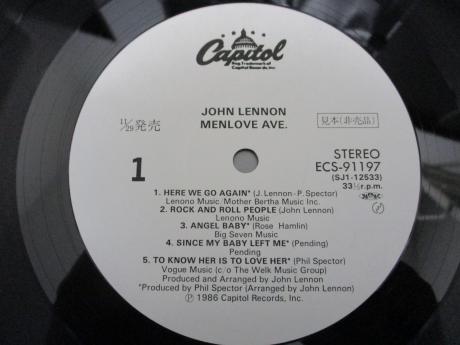 Capitol
Reg. Trademark of
Capitol Records, Inc.
JOHN LENNON
MENLOVE AVE.
11/29 発売
見本(非売品)
1
STEREO
ECS-91197
(SJ1-12533)
33 1/3 r.p.m.
1. HERE WE GO AGAIN* (J. Lennon-P. Spector)
Lenono Music/Mother Bertha Music Inc.
2. ROCK AND ROLL PEOPLE (John Lennon)
Lenono Music
3. ANGEL BABY* (Rose Hamlin)
Big Seven Music
4. SINCE MY BABY LEFT ME* (Pending)
Pending
5. TO KNOW HER IS TO LOVE HER* (Phil Spector)
Vogue Music (c/o The Welk Music Group)
Produced and Arranged by John Lennon
*Produced by Phil Spector (Arranged by John Lennon)
℗ 1986 Capitol Records, Inc.